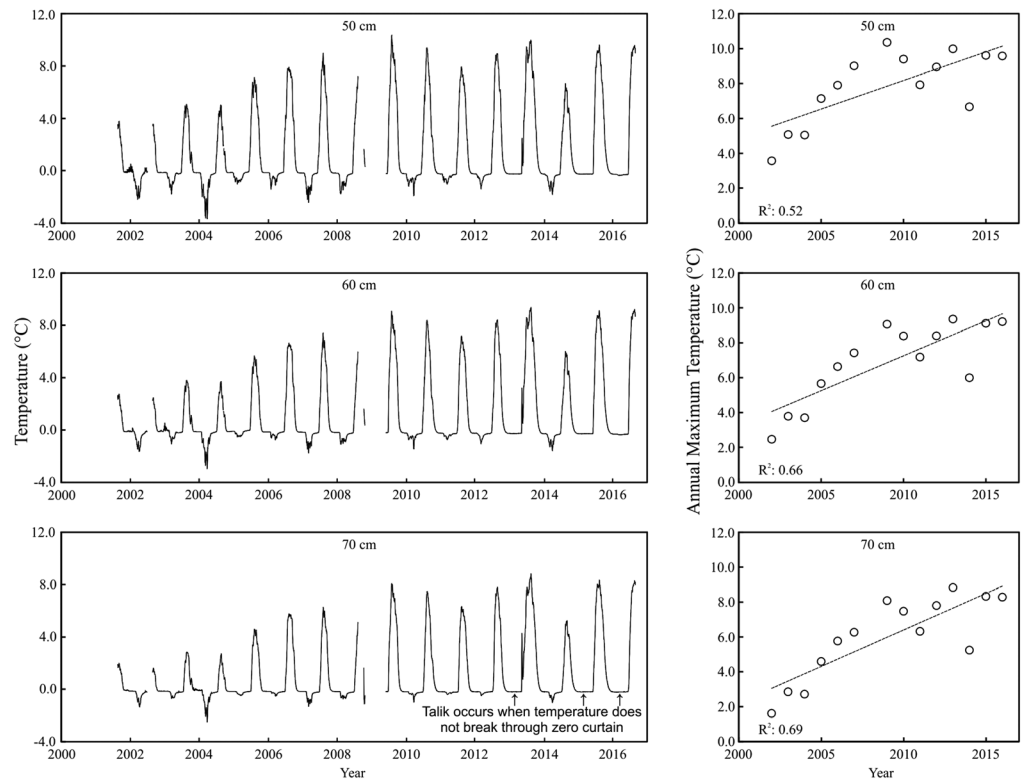 50 cm
12.0
8.0
4.0
0.0
-4.0
2000 2002 2004 2006 2008 2010 2012 2014 2016
50 cm
12.0
10.0
8.0
6.0
4.0
2.0
0.0
R²: 0.52
2000 2005 2010 2015
Temperature (°C)
60 cm
12.0
8.0
4.0
0.0
-4.0
2000 2002 2004 2006 2008 2010 2012 2014 2016
Annual Maximum Temperature (°C)
60 cm
12.0
10.0
8.0
6.0
4.0
2.0
0.0
R²: 0.66
2000 2005 2010 2015
70 cm
12.0
8.0
4.0
0.0
-4.0
Talik occurs when temperature does
not break through zero curtain
2000 2002 2004 2006 2008 2010 2012 2014 2016
Year
70 cm
12.0
10.0
8.0
6.0
4.0
2.0
0.0
R²: 0.69
2000 2005 2010 2015
Year